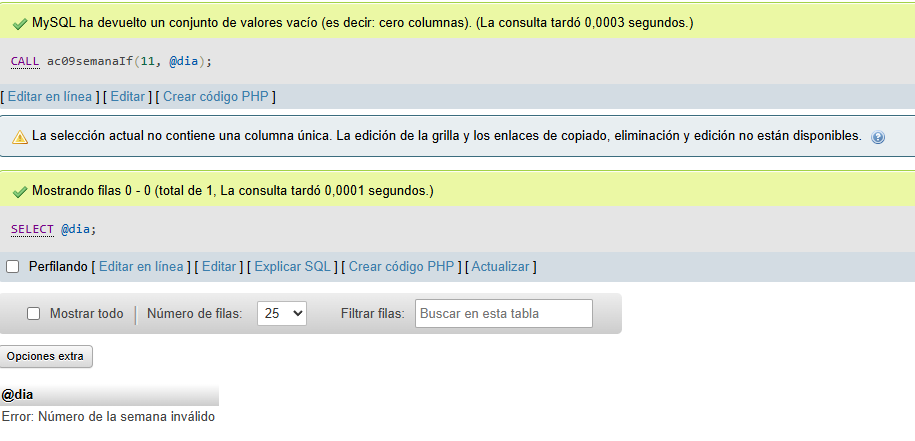 MySQL ha devuelto un conjunto de valores vacío (es decir: cero columnas). (La consulta tardó 0,0003 segundos.)
CALL ac09semanaIf(11, @dia);
[ Editar en línea ] [ Editar ] [ Crear código PHP ]
La selección actual no contiene una columna única. La edición de la grilla y los enlaces de copiado, eliminación y edición no están disponibles.
Mostrando filas 0 - 0 (total de 1, La consulta tardó 0,0001 segundos.)
SELECT @dia;
Perfilando [ Editar en línea ] [ Editar ] [ Explicar SQL ] [ Crear código PHP ] [ Actualizar ]
Mostrar todo Número de filas: 25 Filtrar filas: Buscar en esta tabla
Opciones extra
@dia
Error: Número de la semana inválido